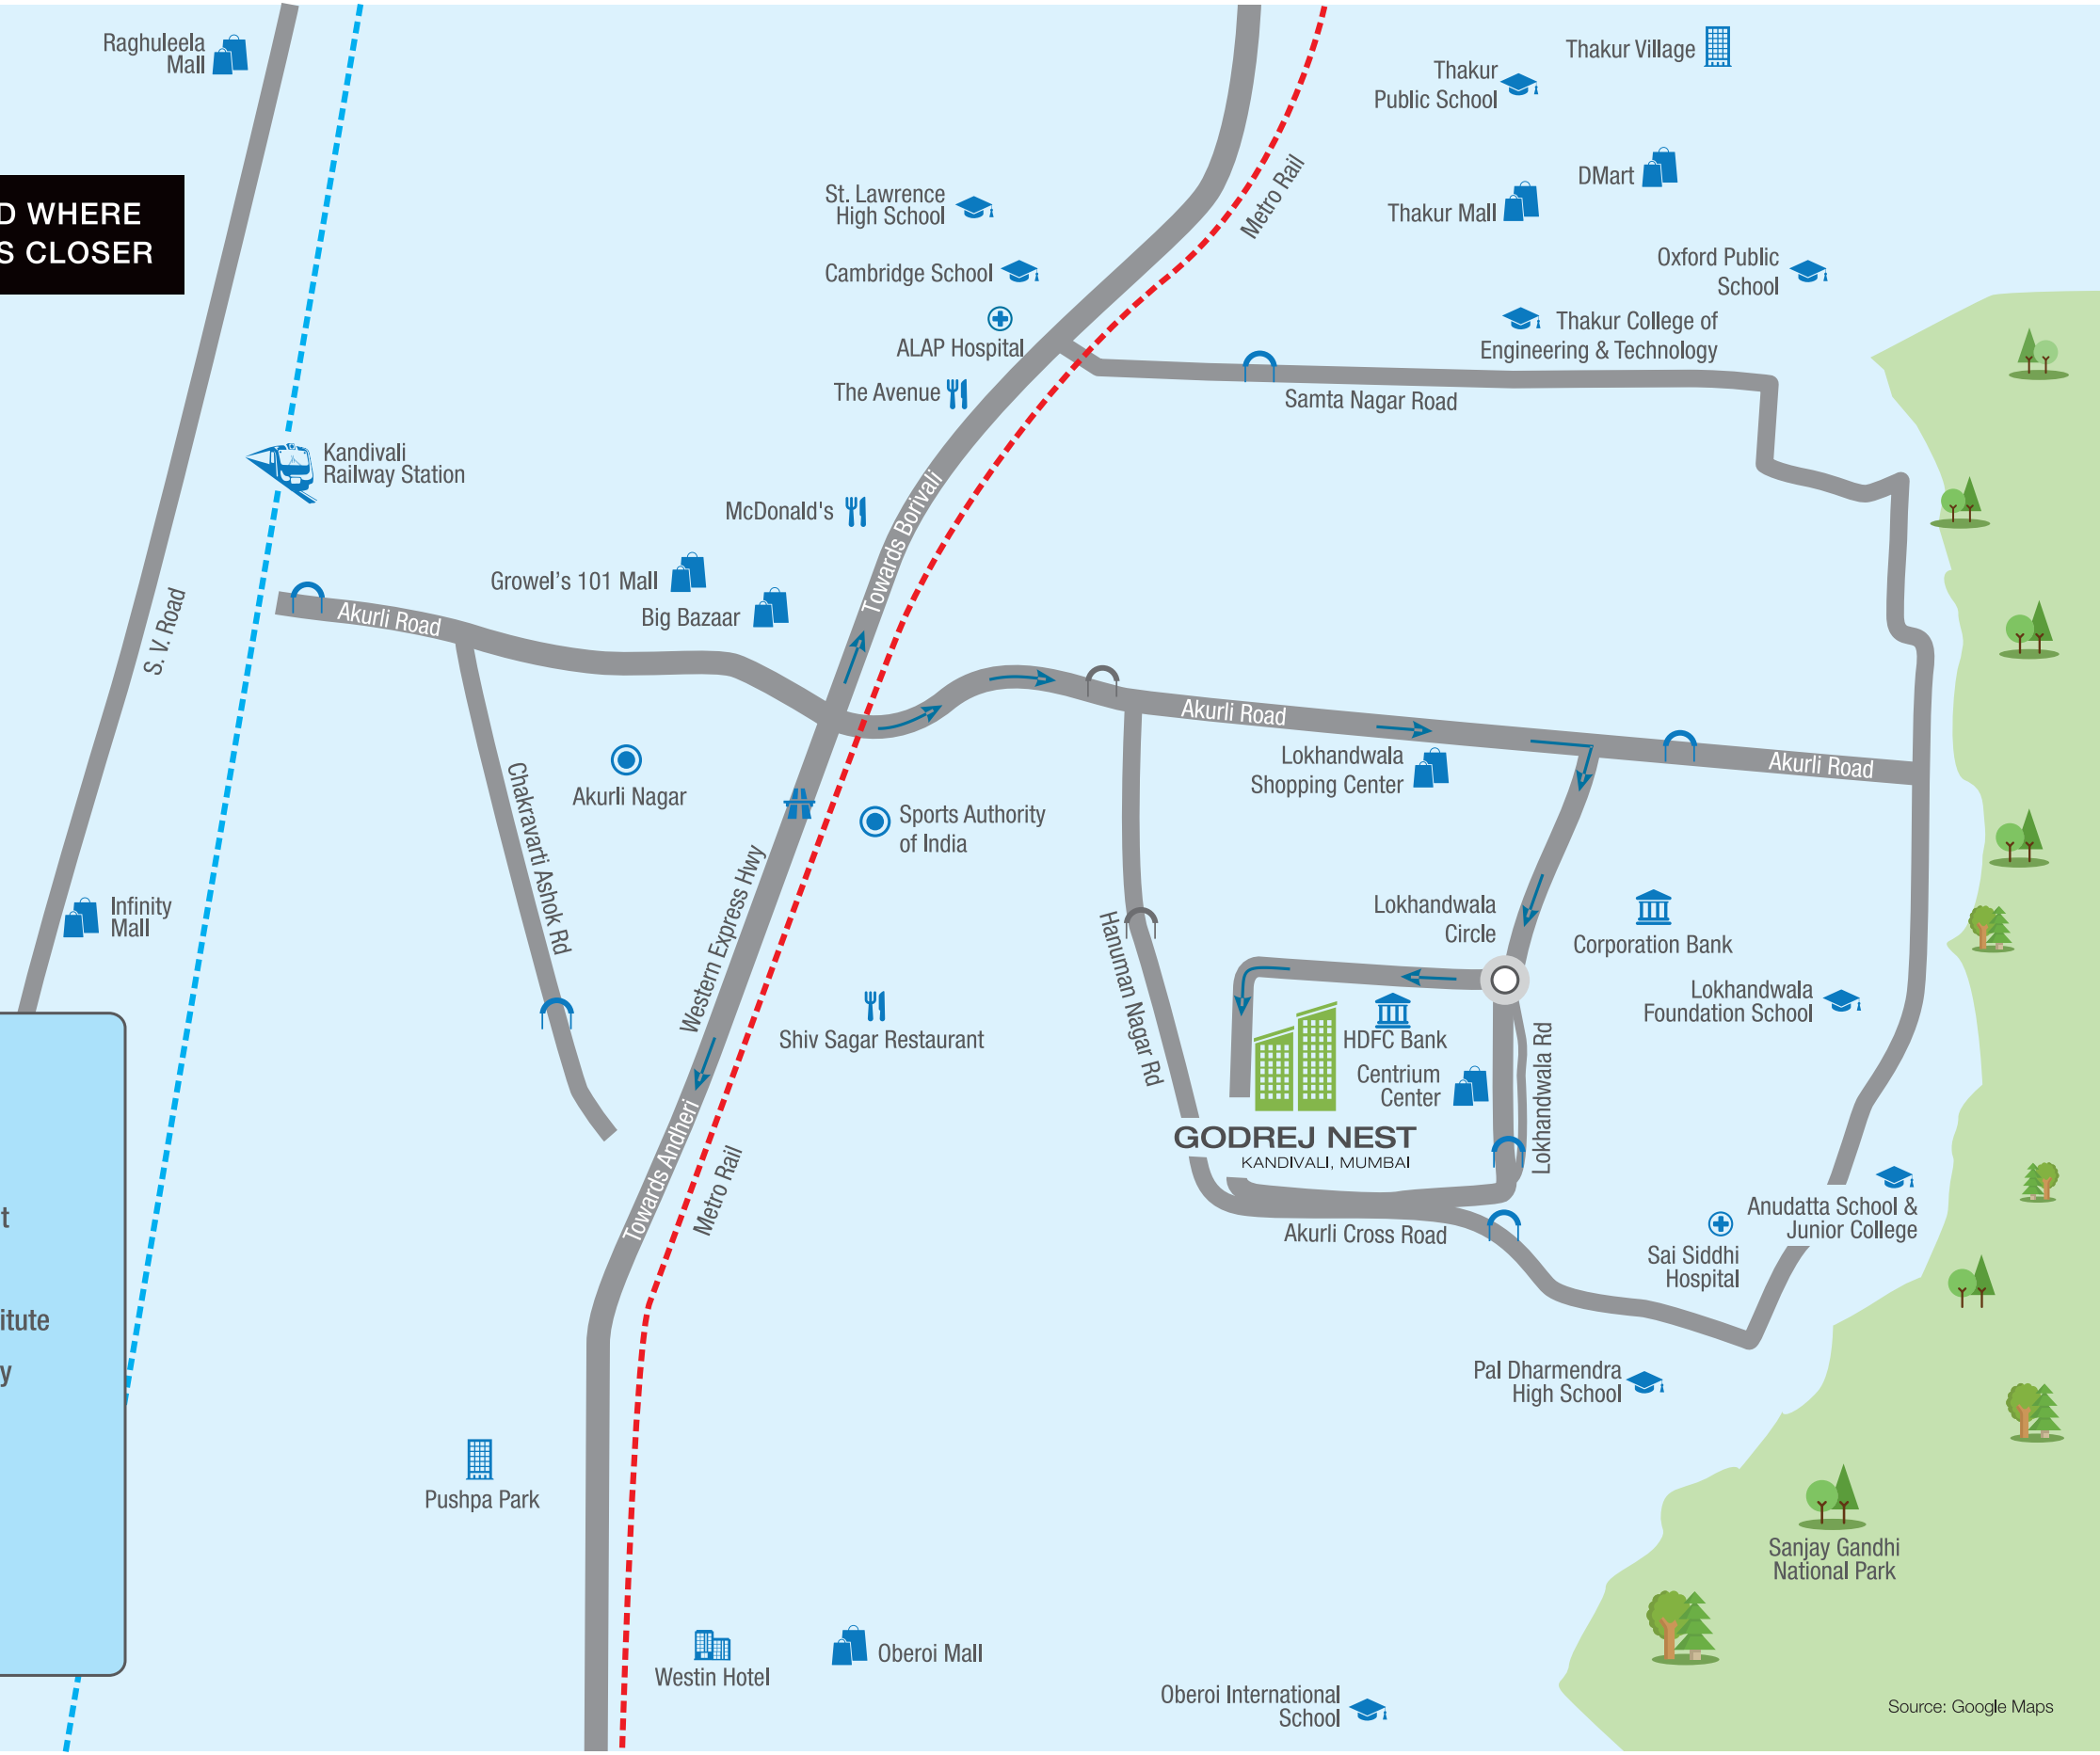 Raghuleela
Mall
D WHERE
S CLOSER
Thakur Village
Thakur
Public School
DMart
Thakur Mall
St. Lawrence
High School
Metro Rail
Cambridge School
Oxford Public
School
ALAP Hospital
Thakur College of
Engineering & Technology
The Avenue
Samta Nagar Road
Kandivali
Railway Station
McDonald's
Towards Borivali
Growel's 101 Mall
Big Bazaar
S. V. Road
Akurli Road
Akurli Road
Akurli Road
Lokhandwala
Shopping Center
Akurli Nagar
Chakravarti Ashok Rd
Sports Authority
of India
Infinity
Mall
Western Express Hwy
Hanuman Nagar Rd
Lokhandwala
Circle
Corporation Bank
Lokhandwala
Foundation School
Shiv Sagar Restaurant
HDFC Bank
Centrium
Center
Lokhandwala Rd
GODREJ NEST
KANDIVALI, MUMBAI
Towards Andheri
Metro Rail
Akurli Cross Road
Anudatta School &
Junior College
Sai Siddhi
Hospital
t
itute
y
Pal Dharmendra
High School
Pushpa Park
Sanjay Gandhi
National Park
Westin Hotel
Oberoi Mall
Oberoi International
School
Source: Google Maps